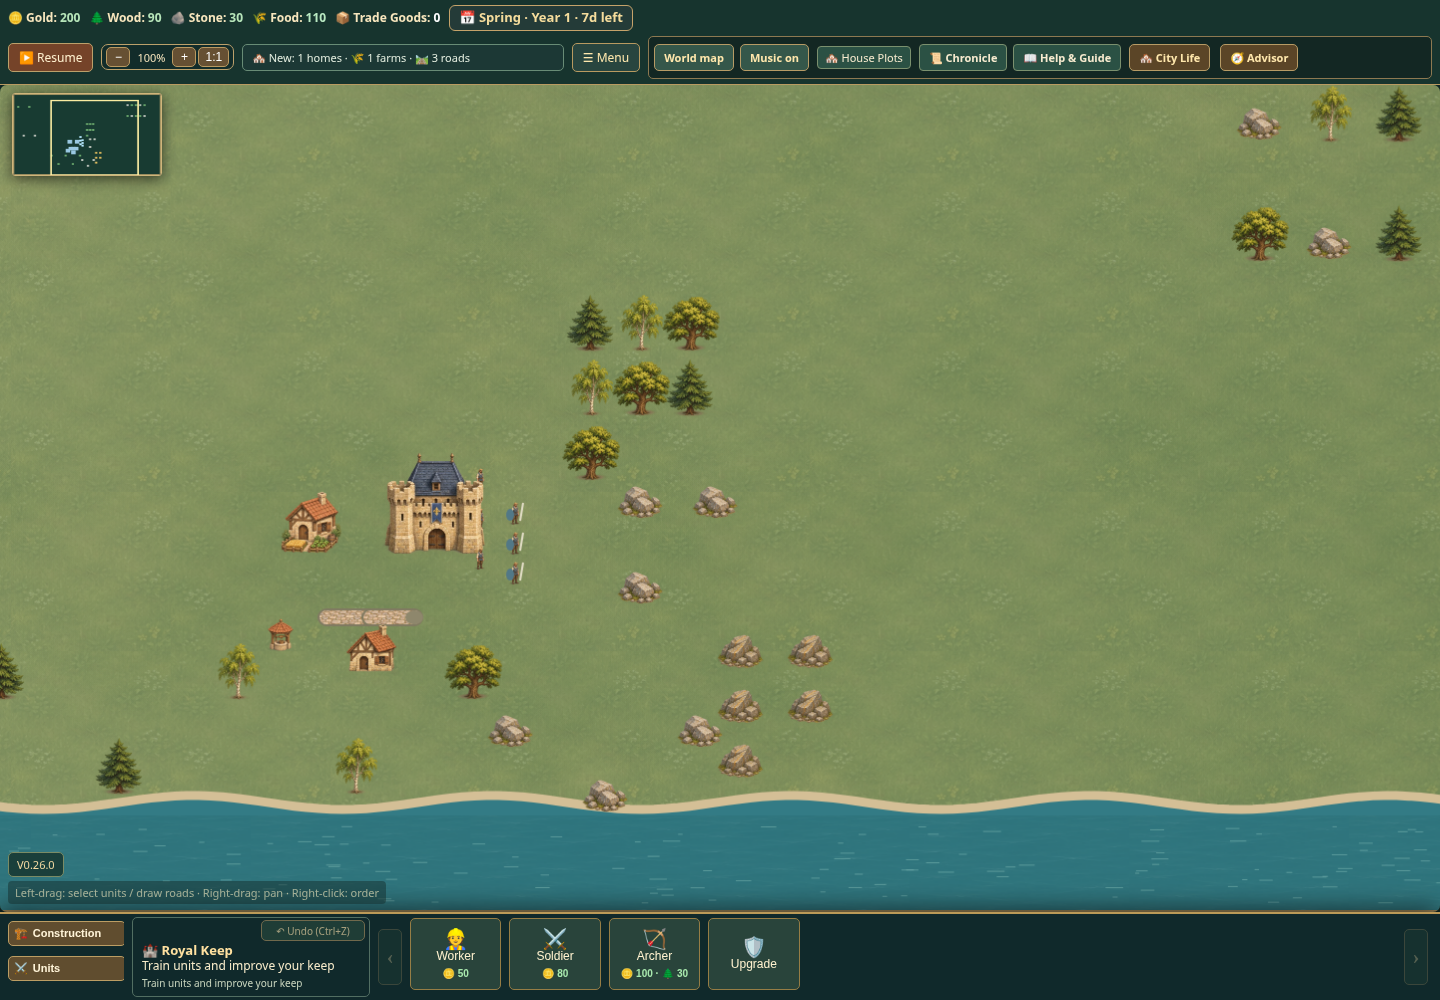 🪙 Gold: 200 🌲 Wood: 90 🪨 Stone: 30 🌾 Food: 110 📦 Trade Goods: 0 📅 Spring · Year 1 · 7d left
▶️ Resume − 100% + 1:1 🏘️ New: 1 homes · 🌾 1 farms · 🛤️ 3 roads ☰ Menu World map Music on 🏘️ House Plots 📜 Chronicle 📖 Help & Guide 🏘️ City Life 🧭 Advisor
V0.26.0
Left-drag: select units / draw roads · Right-drag: pan · Right-click: order
🏗️ Construction
⚔️ Units
↶ Undo (Ctrl+Z)
🏰 Royal Keep
Train units and improve your keep
Train units and improve your keep
‹
👷 Worker
🪙 50
⚔️ Soldier
🪙 80
🏹 Archer
🪙 100 · 🌲 30
🛡️ Upgrade
›